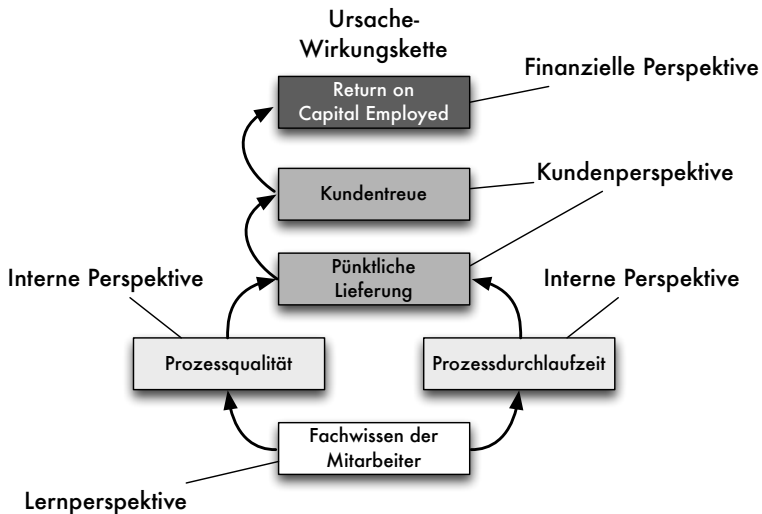 Ursache-
Wirkungskette
Return on
Capital Employed
Finanzielle Perspektive
Kundentreue
Kundenperspektive
Pünktliche
Lieferung
Interne Perspektive
Interne Perspektive
Prozessqualität
Prozessdurchlaufzeit
Fachwissen der
Mitarbeiter
Lernperspektive